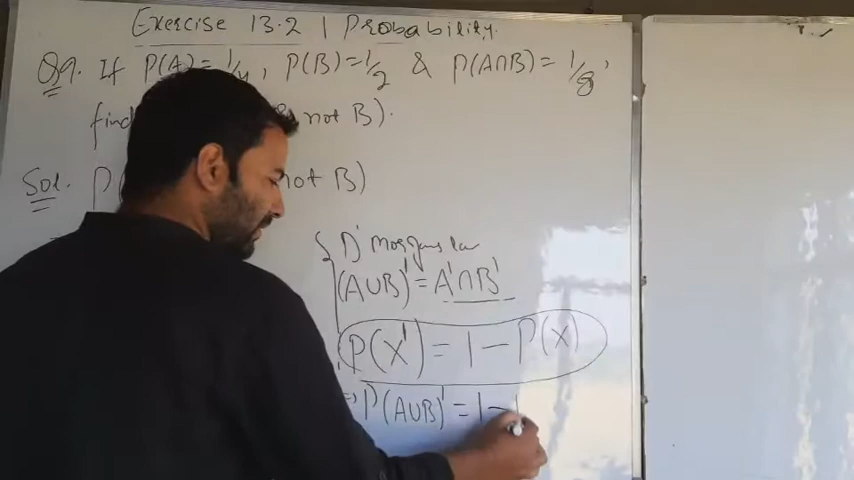 Exercise 13.2 | Probability.
Q9. If P(A)=1/4, P(B)=1/2 & P(A∩B)=1/8,
find not B).
Sol. P( not B)
{ D'morgans law
(A∪B)'=A'∩B'
P(X')=1-P(X)
⇒P(A∪B)'=1-